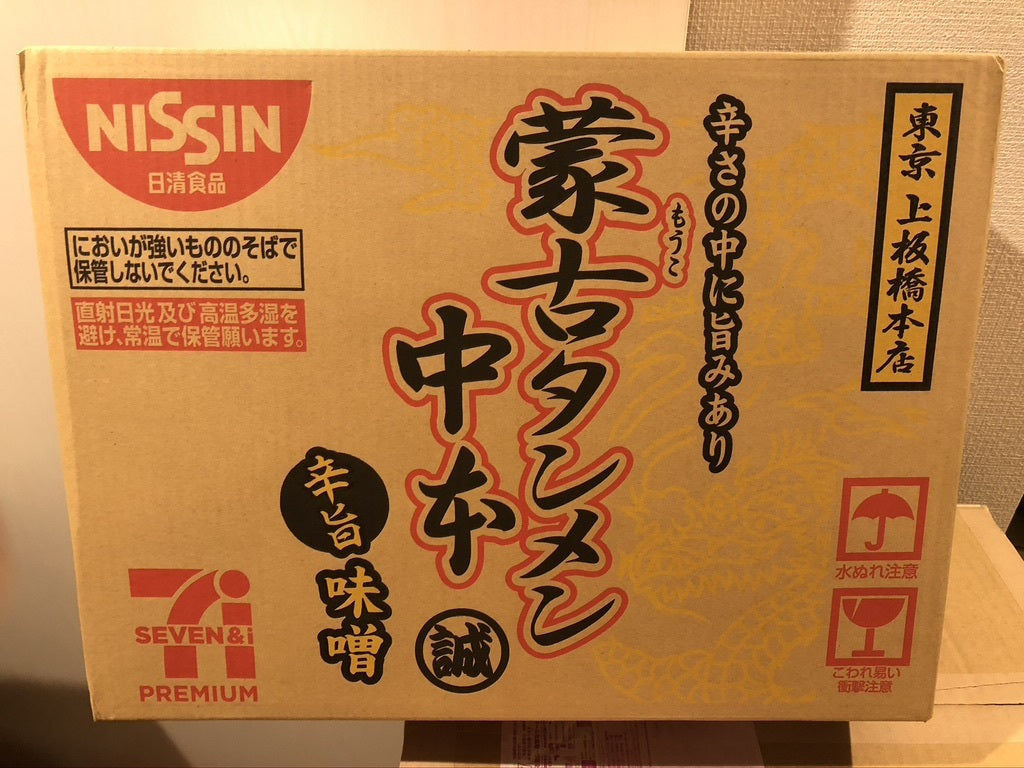 NISSIN
日清食品
においが強いもののそばで
保管しないでください。
直射日光及び高温多湿を
避け、常温で保管願います。
東京 上板橋本店
辛さの中に旨みあり
蒙古タンメン
もうこ
中本
辛旨
味噌
誠
7i
SEVEN&i
PREMIUM
水ぬれ注意
こわれ易い
衝撃注意